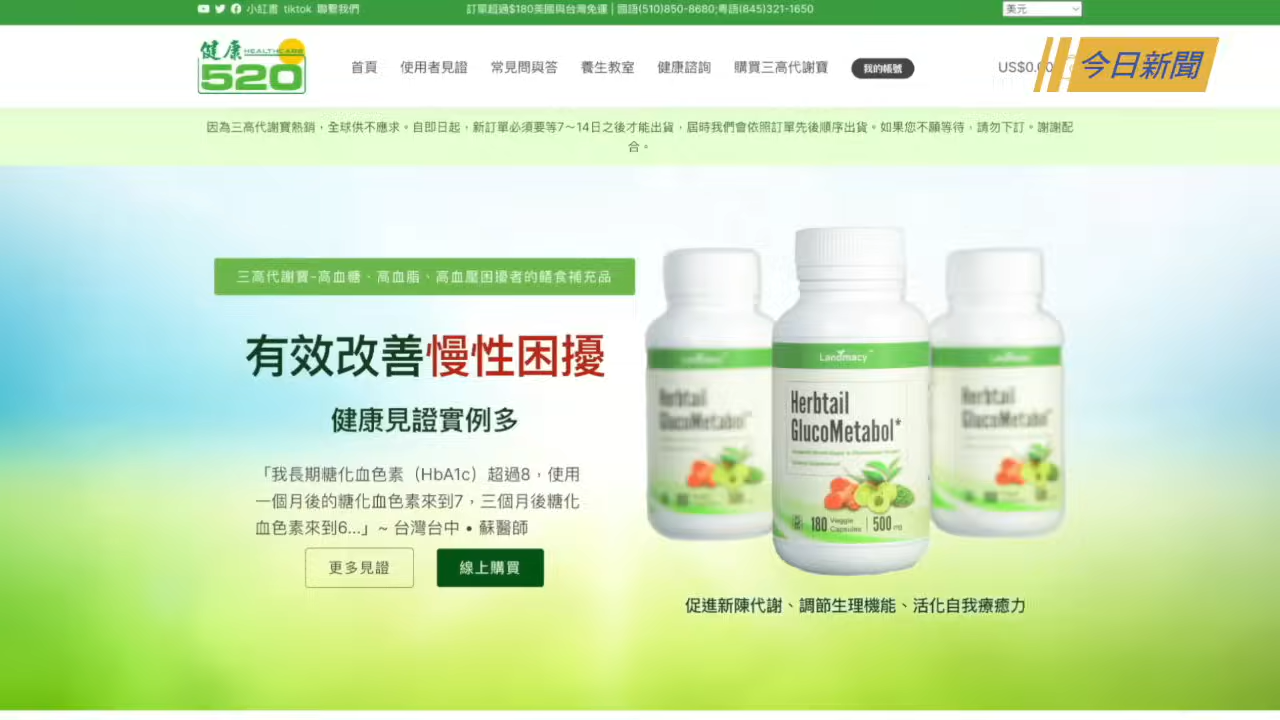 小紅書 tiktok 聯繫我們
訂單超過$180美國與台灣免運 | 國語(510)850-8680;粵語(845)321-1650
美元
健康 HEALTHCARE
520
首頁 使用者見證 常見問與答 養生教室 健康諮詢 購買三高代謝寶 我的帳號
US$0.00
今日新聞
因為三高代謝寶熱銷，全球供不應求。自即日起，新訂單必須要等7～14日之後才能出貨，屆時我們會依照訂單先後順序出貨。如果您不願等待，請勿下訂。謝謝配
合。
三高代謝寶-高血糖、高血脂、高血壓困擾者的膳食補充品
有效改善慢性困擾
健康見證實例多
「我長期糖化血色素（HbA1c）超過8，使用
一個月後的糖化血色素來到7，三個月後糖化
血色素來到6...」~ 台灣台中 • 蘇醫師
更多見證
線上購買
Landmacy™
Herbtail
GlucoMetabol*
180 Veggie Capsules | 500 mg
Herbtail
GlucoMetabol
Herbtail
GlucoMetabol
促進新陳代謝、調節生理機能、活化自我療癒力